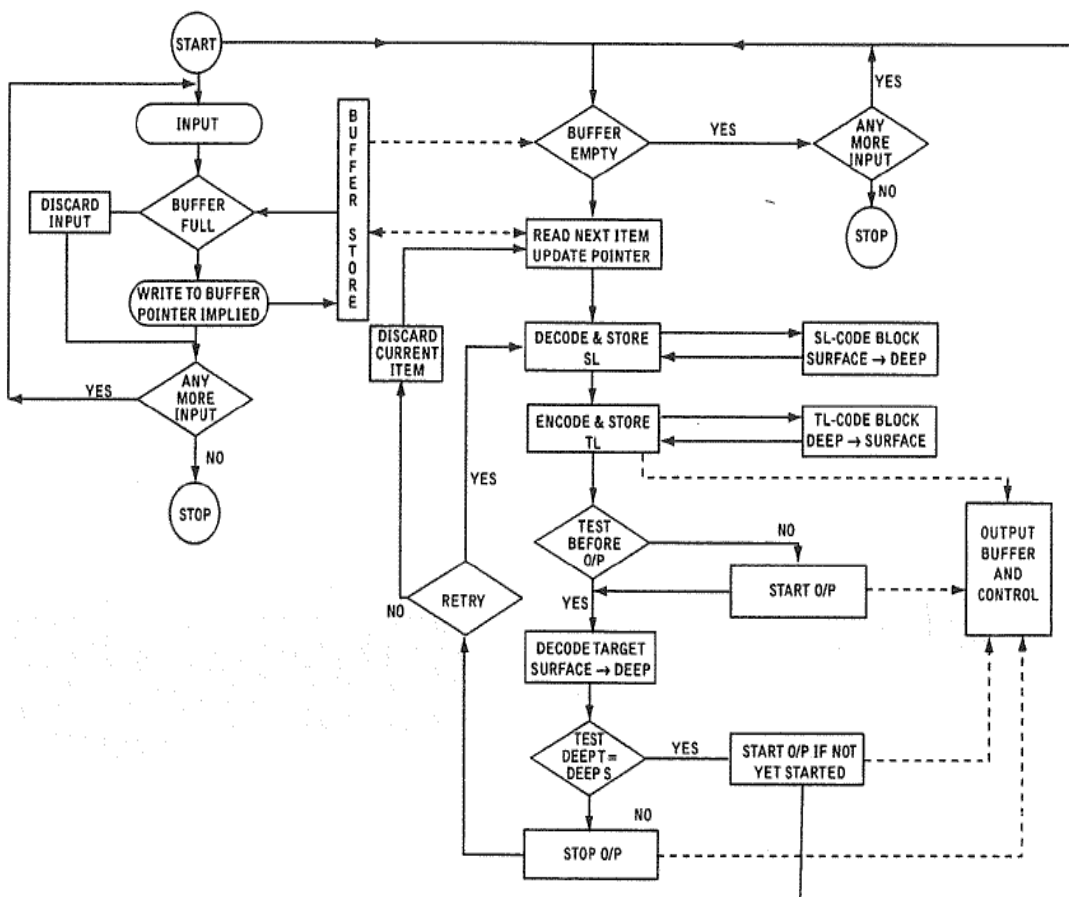 START
INPUT
BUFFER
FULL
DISCARD
INPUT
WRITE TO BUFFER
POINTER IMPLIED
ANY
MORE
INPUT
YES
NO
STOP
BUFFER STORE
BUFFER
EMPTY
YES
ANY
MORE
INPUT
YES
NO
STOP
READ NEXT ITEM
UPDATE POINTER
DISCARD
CURRENT
ITEM
DECODE & STORE
SL
SL-CODE BLOCK
SURFACE → DEEP
ENCODE & STORE
TL
TL-CODE BLOCK
DEEP → SURFACE
YES
TEST
BEFORE
O/P
NO
START O/P
OUTPUT
BUFFER
AND
CONTROL
RETRY
NO
YES
DECODE TARGET
SURFACE → DEEP
TEST
DEEP T =
DEEP S
YES
START O/P IF NOT
YET STARTED
NO
STOP O/P